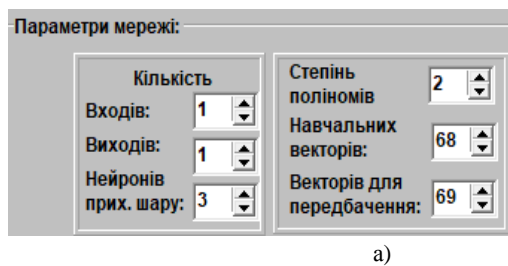 Параметри мережі:
Кількість
Входів: 1
Виходів: 1
Нейронів
прих. шару: 3
Степінь
поліномів 2
Навчальних
векторів: 68
Векторів для
передбачення: 69
а)